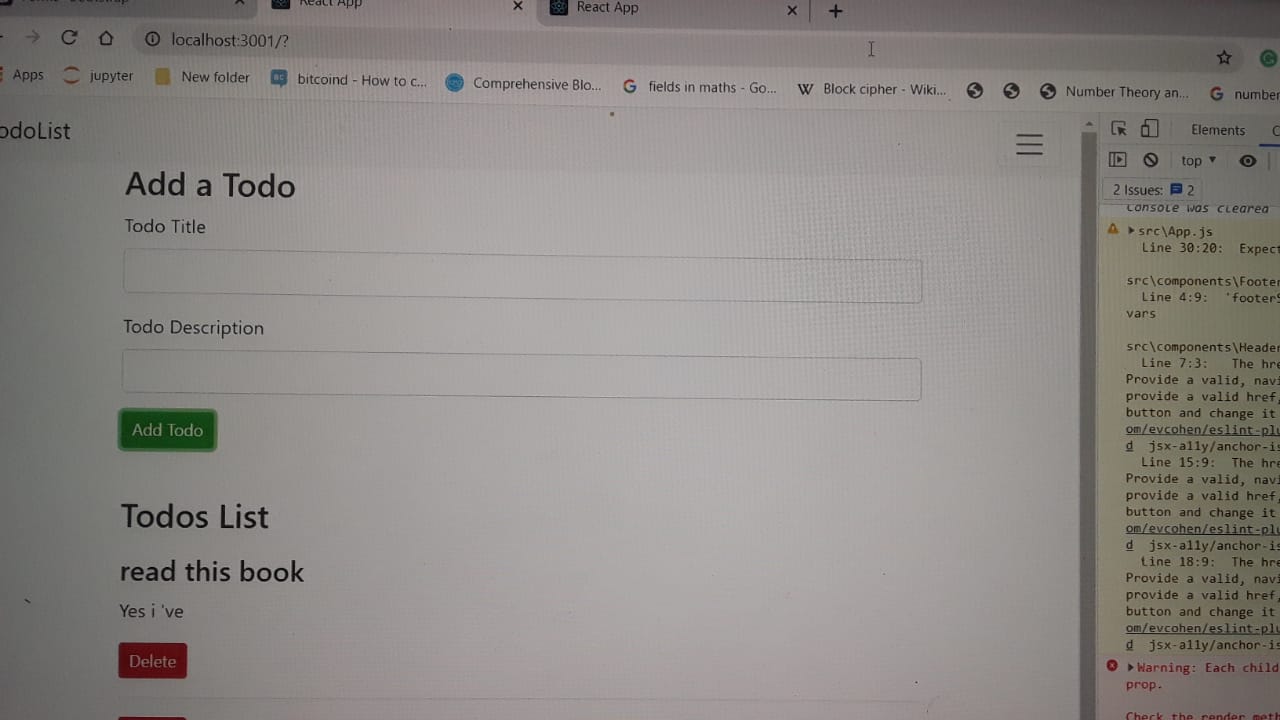 React App
React App
localhost:3001/?
Apps
jupyter
New folder
bitcoind - How to c...
Comprehensive Blo...
fields in maths - Go...
Block cipher - Wiki...
Number Theory an...
number
odoList
Add a Todo
Todo Title
Todo Description
Add Todo
Todos List
read this book
Yes i 've
Delete
Elements
top
2 Issues: 2
Console was cleared
src\App.js
Line 30:20: Expect
src\components\Footer
Line 4:9: 'footerS
vars
src\components\Header
Line 7:3: The hre
Provide a valid, navi
provide a valid href,
button and change it
om/evcohen/eslint-plu
d jsx-a11y/anchor-is
Line 15:9: The hre
Provide a valid, navi
provide a valid href,
button and change it
om/evcohen/eslint-plu
d jsx-a11y/anchor-is
Line 18:9: The hre
Provide a valid, navi
provide a valid href,
button and change it
om/evcohen/eslint-plu
d jsx-a11y/anchor-is
Warning: Each child
prop.
Check the render meth